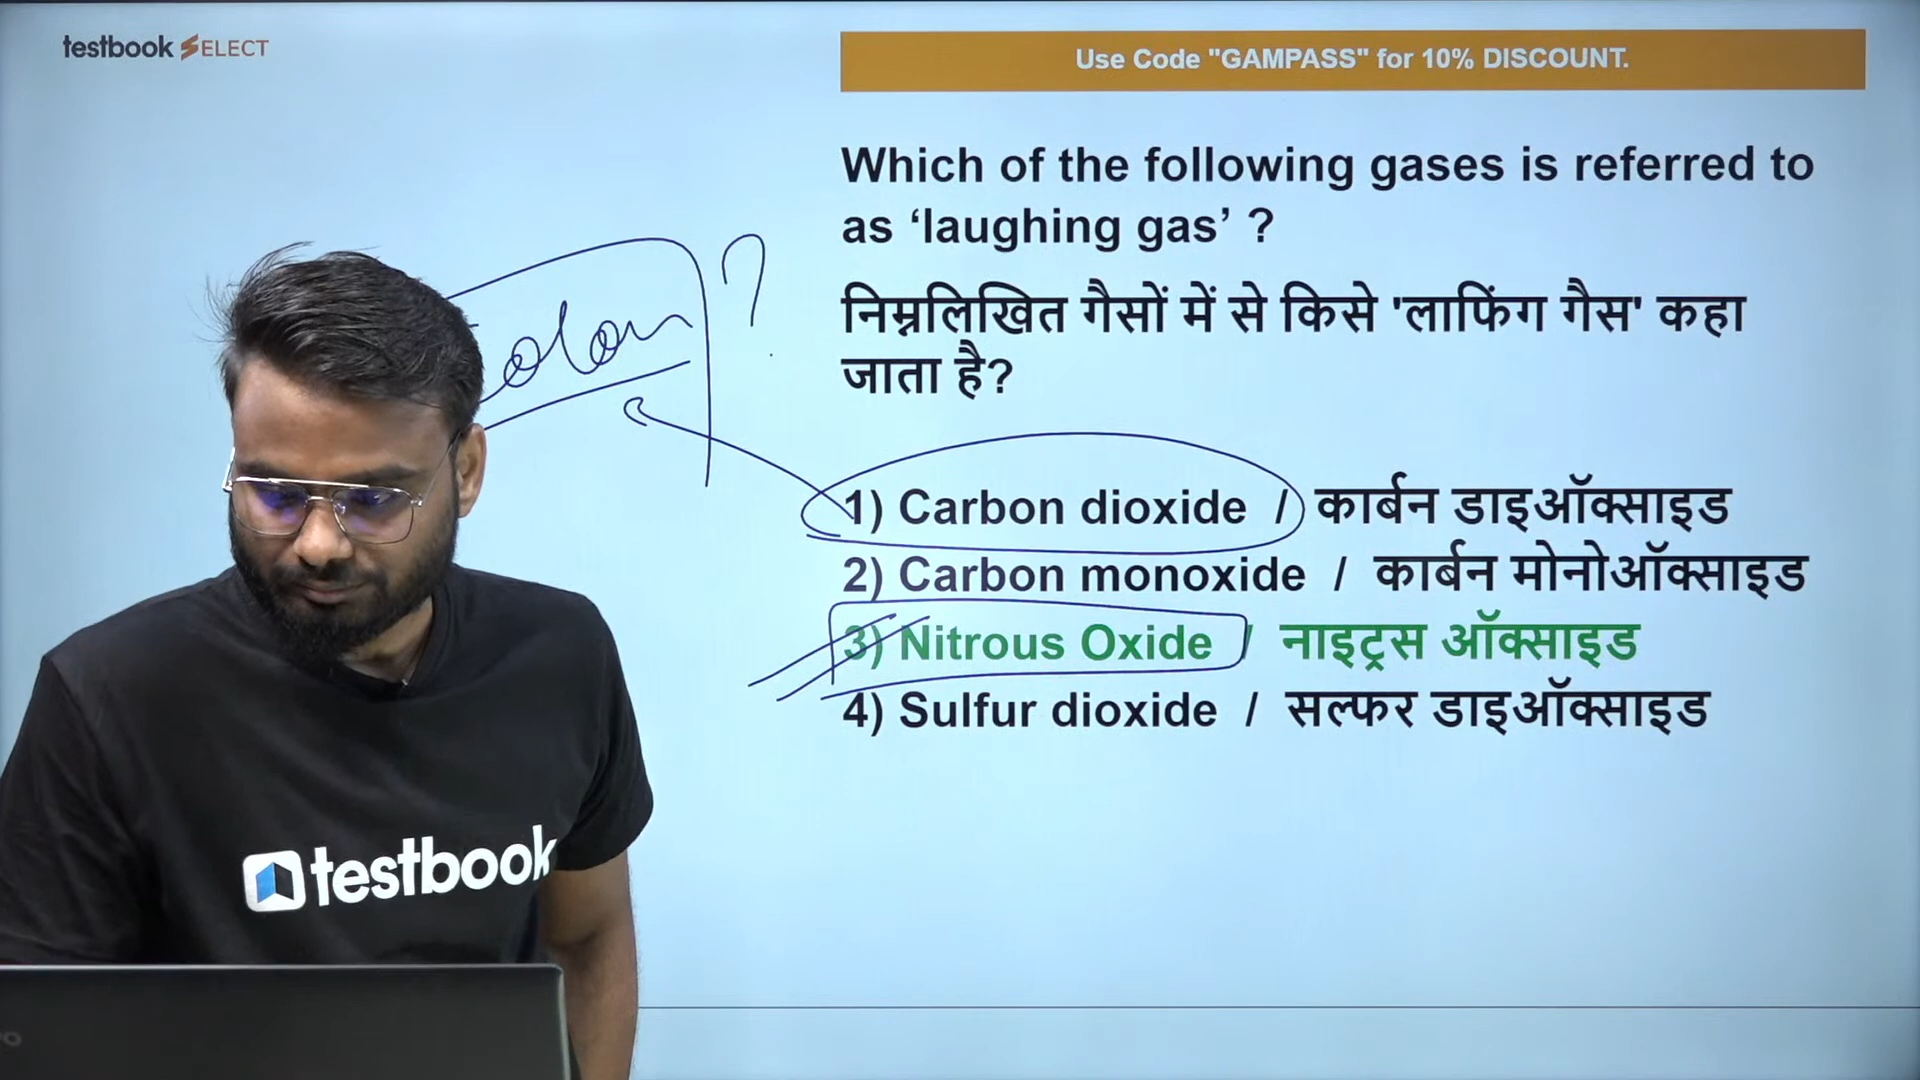 testbook SELECT
Use Code "GAMPASS" for 10% DISCOUNT.
Which of the following gases is referred to
as ‘laughing gas’ ?
निम्नलिखित गैसों में से किसे 'लाफिंग गैस' कहा
जाता है?
?
1) Carbon dioxide / कार्बन डाइऑक्साइड
2) Carbon monoxide / कार्बन मोनोऑक्साइड
3) Nitrous Oxide / नाइट्रस ऑक्साइड
4) Sulfur dioxide / सल्फर डाइऑक्साइड
testbook